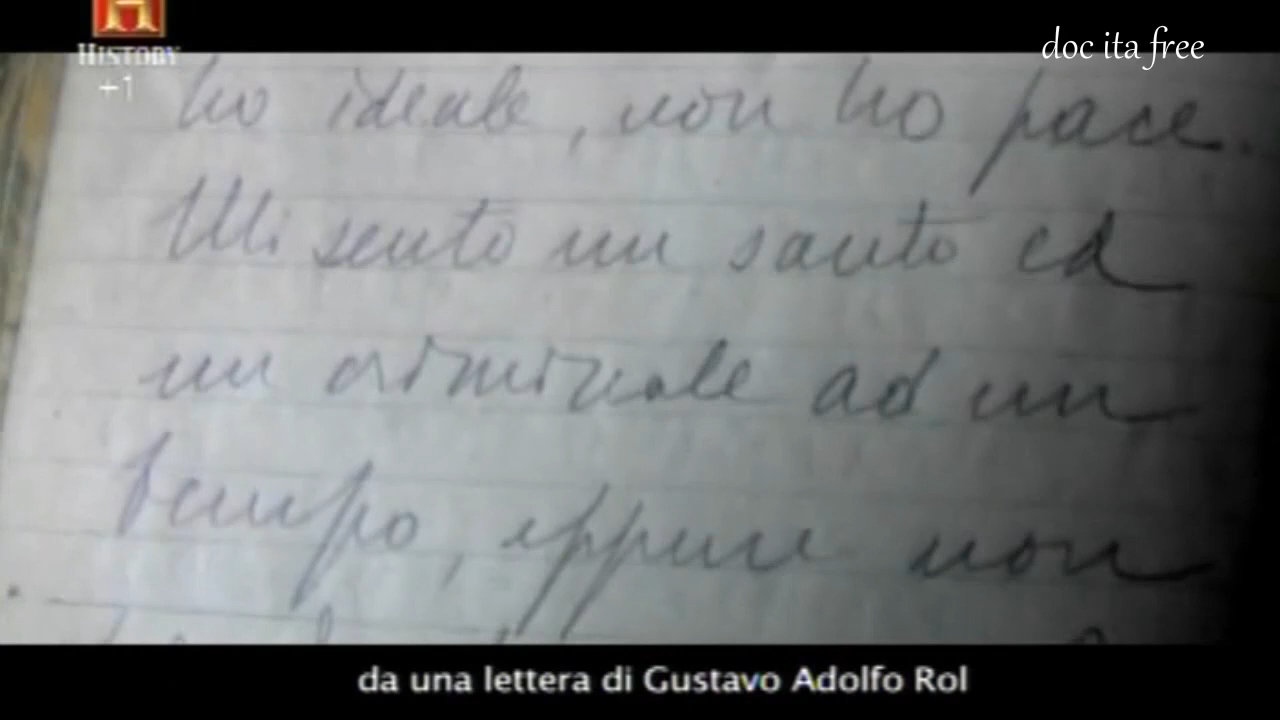 HISTORY
+1
doc ita free
ho ideale, non ho pace.
Mi sento un santo ed
un criminale ad un
tempo, eppure non
da una lettera di Gustavo Adolfo Rol